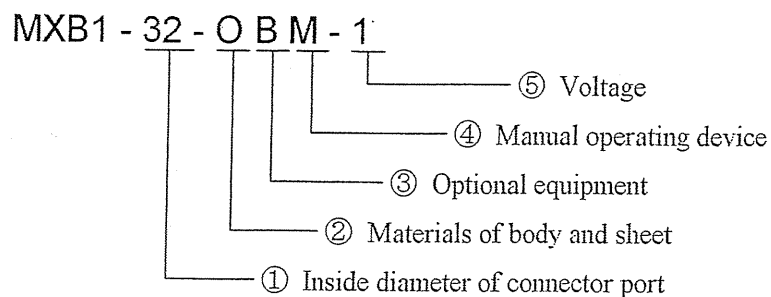 MXB1 - 32 - O B M - 1
⑤ Voltage
④ Manual operating device
③ Optional equipment
② Materials of body and sheet
① Inside diameter of connector port